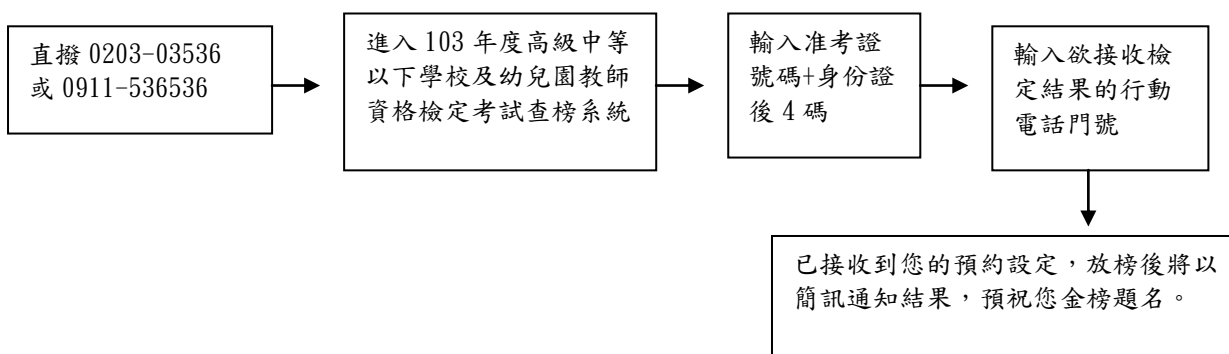 直撥 0203-03536
或 0911-536536
進入 103 年度高級中等
以下學校及幼兒園教師
資格檢定考試查榜系統
輸入准考證
號碼+身份證
後 4 碼
輸入欲接收檢
定結果的行動
電話門號
已接收到您的預約設定，放榜後將以
簡訊通知結果，預祝您金榜題名。